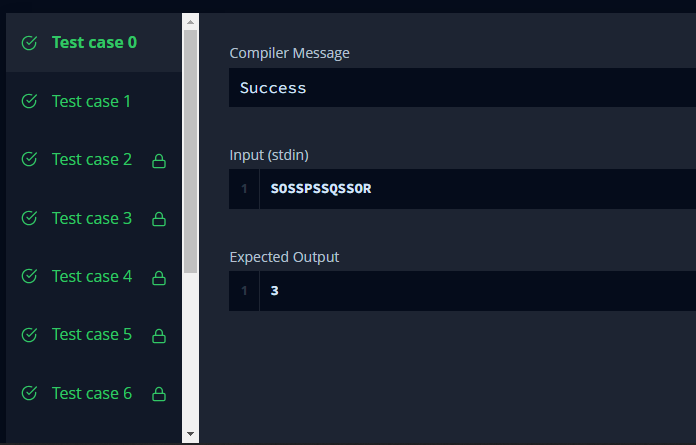 Test case 0
Test case 1
Test case 2
Test case 3
Test case 4
Test case 5
Test case 6
Compiler Message
Success
Input (stdin)
1 SOSSPSSQSSOR
Expected Output
1 3